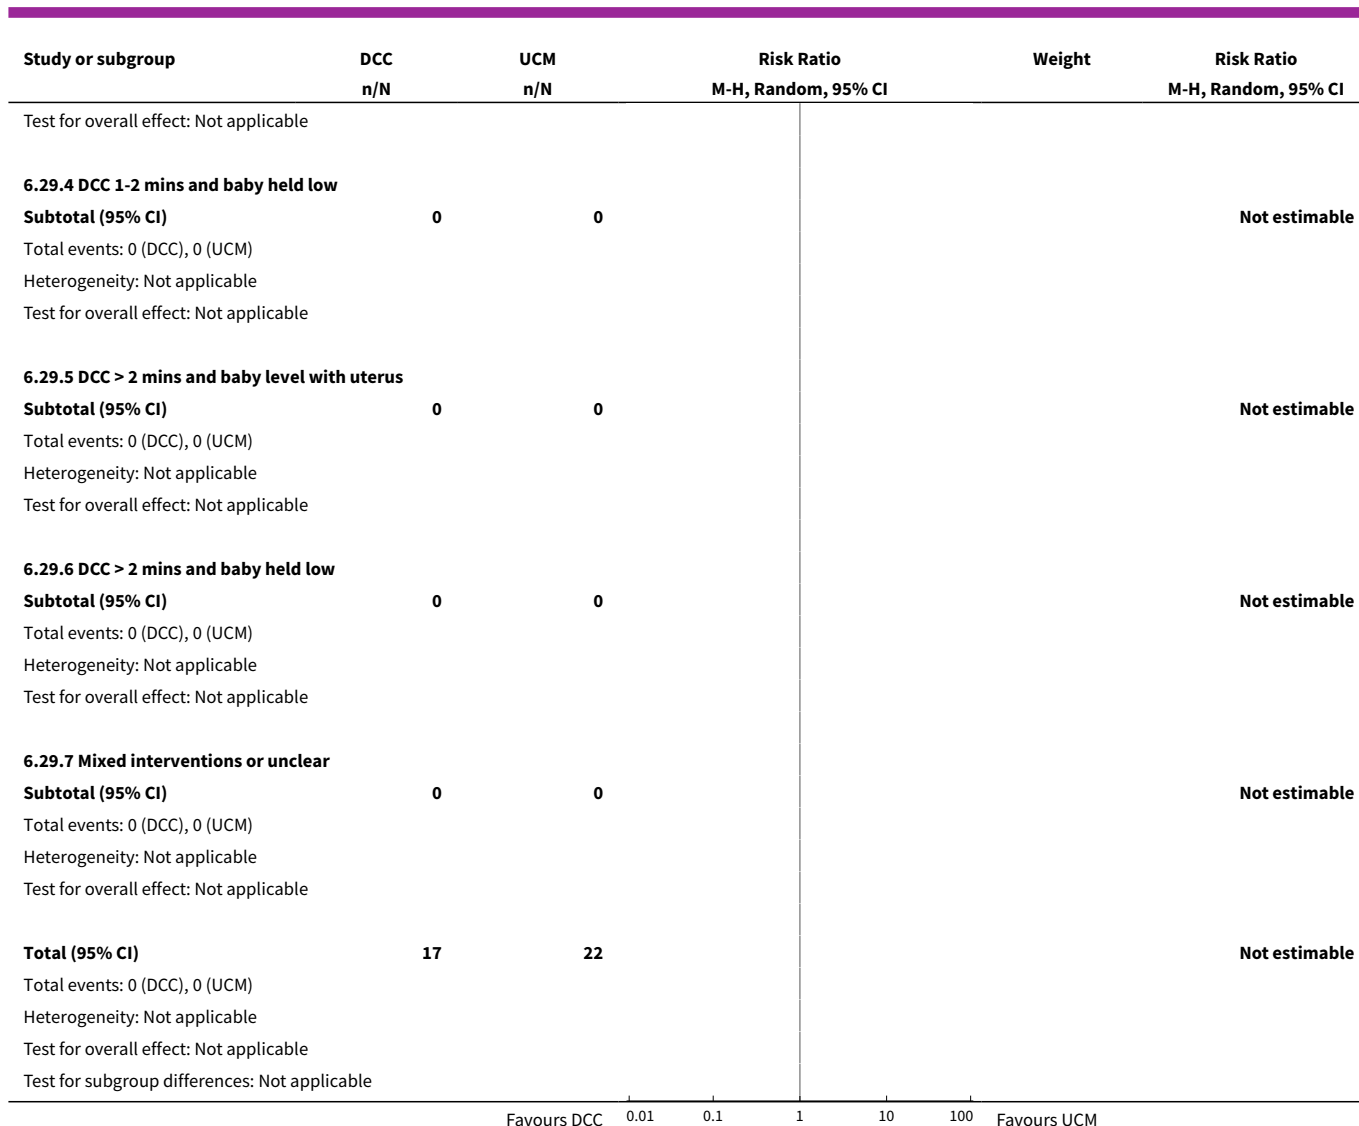 Study or subgroup DCC UCM Risk Ratio Weight Risk Ratio
n/N n/N M-H, Random, 95% CI M-H, Random, 95% CI
Test for overall effect: Not applicable
6.29.4 DCC 1-2 mins and baby held low
Subtotal (95% CI) 0 0 Not estimable
Total events: 0 (DCC), 0 (UCM)
Heterogeneity: Not applicable
Test for overall effect: Not applicable
6.29.5 DCC > 2 mins and baby level with uterus
Subtotal (95% CI) 0 0 Not estimable
Total events: 0 (DCC), 0 (UCM)
Heterogeneity: Not applicable
Test for overall effect: Not applicable
6.29.6 DCC > 2 mins and baby held low
Subtotal (95% CI) 0 0 Not estimable
Total events: 0 (DCC), 0 (UCM)
Heterogeneity: Not applicable
Test for overall effect: Not applicable
6.29.7 Mixed interventions or unclear
Subtotal (95% CI) 0 0 Not estimable
Total events: 0 (DCC), 0 (UCM)
Heterogeneity: Not applicable
Test for overall effect: Not applicable
Total (95% CI) 17 22 Not estimable
Total events: 0 (DCC), 0 (UCM)
Heterogeneity: Not applicable
Test for overall effect: Not applicable
Test for subgroup differences: Not applicable
Favours DCC 0.01 0.1 1 10 100 Favours UCM